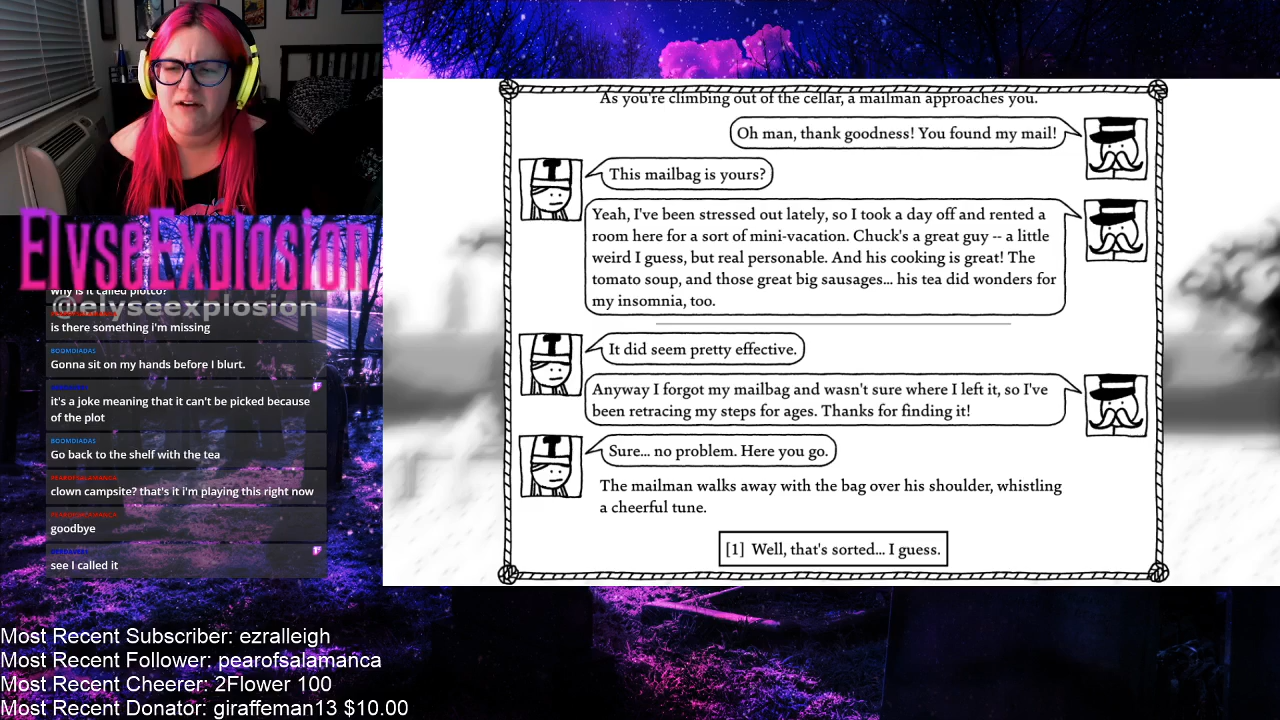 As you're climbing out of the cellar, a mailman approaches you.
Oh man, thank goodness! You found my mail!
This mailbag is yours?
Yeah, I've been stressed out lately, so I took a day off and rented a
room here for a sort of mini-vacation. Chuck's a great guy -- a little
weird I guess, but real personable. And his cooking is great! The
tomato soup, and those great big sausages... his tea did wonders for
my insomnia, too.
It did seem pretty effective.
Anyway I forgot my mailbag and wasn't sure where I left it, so I've
been retracing my steps for ages. Thanks for finding it!
Sure... no problem. Here you go.
The mailman walks away with the bag over his shoulder, whistling
a cheerful tune.
[1] Well, that's sorted... I guess.
ElyseExplosion
why is it called plotco?
@elyseexplosion
is there something i'm missing
BOOMDIADAS
Gonna sit on my hands before I blurt.
it's a joke meaning that it can't be picked because
of the plot
BOOMDIADAS
Go back to the shelf with the tea
PEAROFSALAMANCA
clown campsite? that's it i'm playing this right now
PEAROFSALAMANCA
goodbye
see I called it
Most Recent Subscriber: ezralleigh
Most Recent Follower: pearofsalamanca
Most Recent Cheerer: 2Flower 100
Most Recent Donator: giraffeman13 $10.00